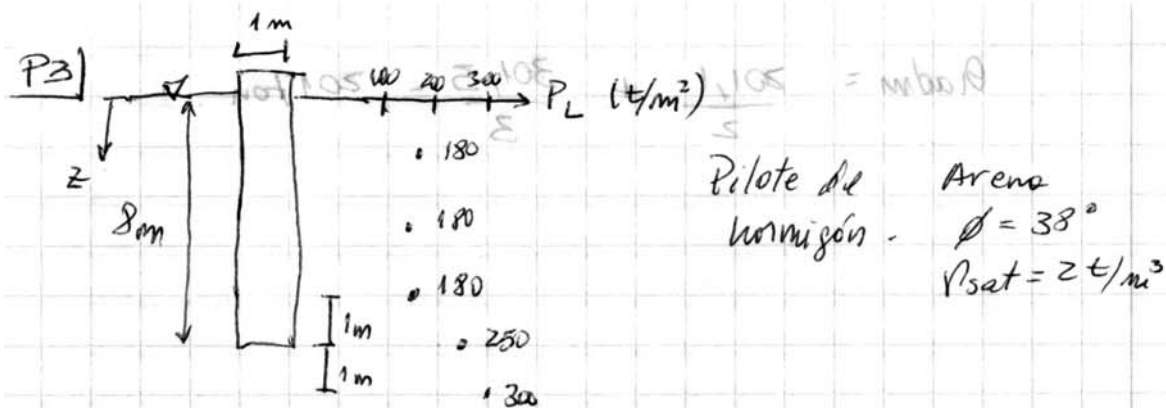 1m
P3
100 200 300 P_L (t/m²)
z
· 180
8m
· 180
· 180
1m
· 250
1m
· 300
Pilote de Arena
hormigón. ø = 38°
γsat = 2 t/m³